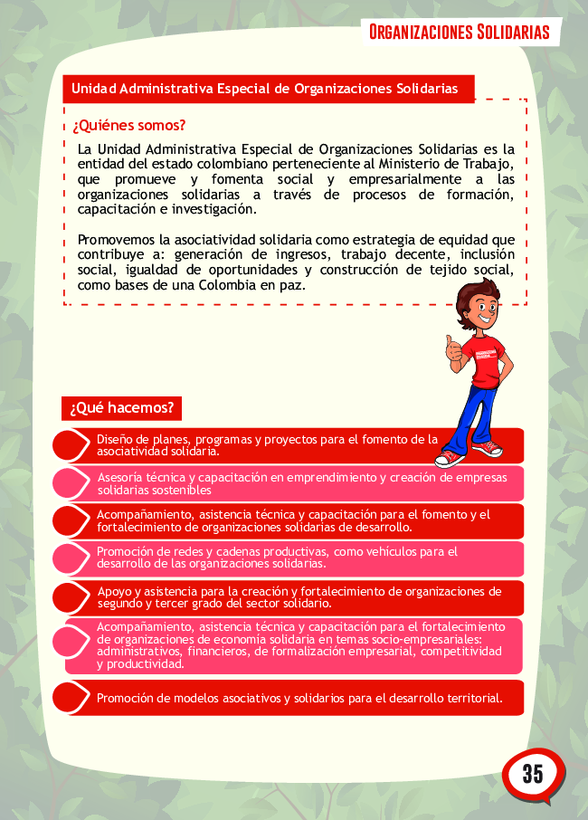 ORGANIZACIONES SOLIDARIAS
Unidad Administrativa Especial de Organizaciones Solidarias
¿Quiénes somos?
La Unidad Administrativa Especial de Organizaciones Solidarias es la
entidad del estado colombiano perteneciente al Ministerio de Trabajo,
que promueve y fomenta social y empresarialmente a las
organizaciones solidarias a través de procesos de formación,
capacitación e investigación.
Promovemos la asociatividad solidaria como estrategia de equidad que
contribuye a: generación de ingresos, trabajo decente, inclusión
social, igualdad de oportunidades y construcción de tejido social,
como bases de una Colombia en paz.
¿Qué hacemos?
Diseño de planes, programas y proyectos para el fomento de la
asociatividad solidaria.
Asesoría técnica y capacitación en emprendimiento y creación de empresas
solidarias sostenibles
Acompañamiento, asistencia técnica y capacitación para el fomento y el
fortalecimiento de organizaciones solidarias de desarrollo.
Promoción de redes y cadenas productivas, como vehículos para el
desarrollo de las organizaciones solidarias.
Apoyo y asistencia para la creación y fortalecimiento de organizaciones de
segundo y tercer grado del sector solidario.
Acompañamiento, asistencia técnica y capacitación para el fortalecimiento
de organizaciones de economía solidaria en temas socio-empresariales:
administrativos, financieros, de formalización empresarial, competitividad
y productividad.
Promoción de modelos asociativos y solidarios para el desarrollo territorial.
35